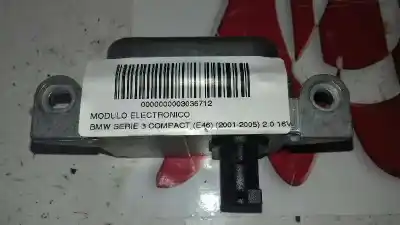 0000000003036712
MODULO ELECTRONICO
BMW SERIE 3 COMPACT (E46) (2001-2005) 2.0 16V